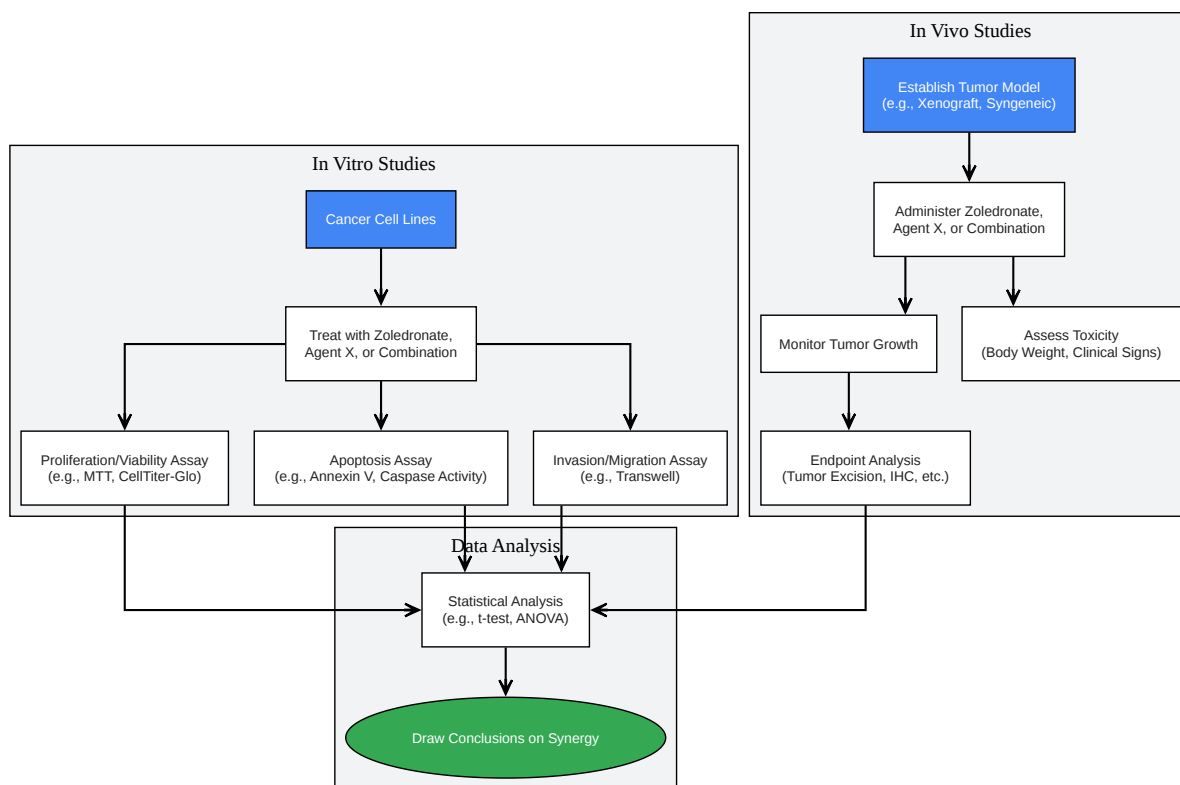 In Vivo Studies
Establish Tumor Model
(e.g., Xenograft, Syngeneic)
Administer Zoledronate,
Agent X, or Combination
Monitor Tumor Growth
Assess Toxicity
(Body Weight, Clinical Signs)
Endpoint Analysis
(Tumor Excision, IHC, etc.)
In Vitro Studies
Cancer Cell Lines
Treat with Zoledronate,
Agent X, or Combination
Proliferation/Viability Assay
(e.g., MTT, CellTiter-Glo)
Apoptosis Assay
(e.g., Annexin V, Caspase Activity)
Invasion/Migration Assay
(e.g., Transwell)
Data Analysis
Statistical Analysis
(e.g., t-test, ANOVA)
Draw Conclusions on Synergy